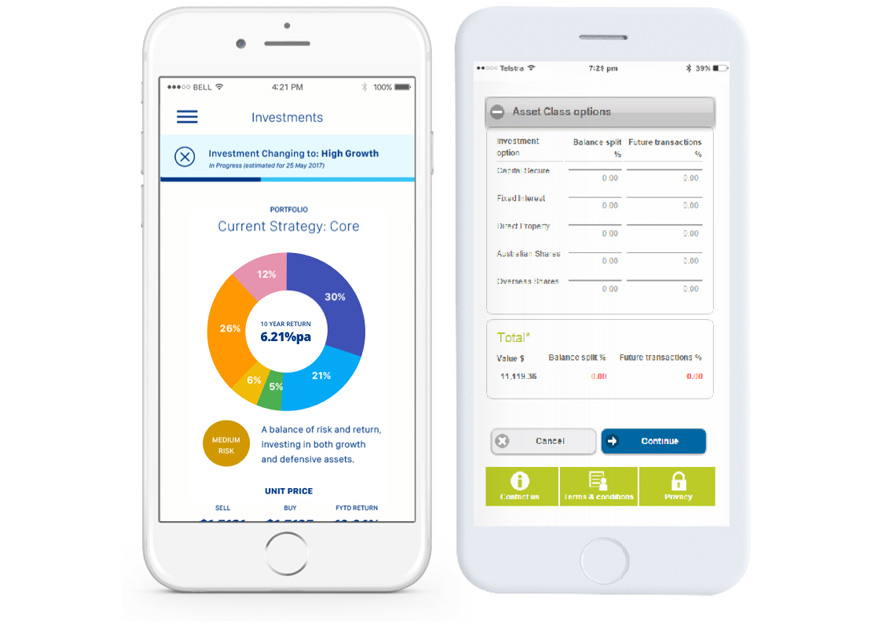 BELL
4:21 PM
100%
Investments
Investment Changing to: High Growth
In Progress (estimated for 25 May 2017)
PORTFOLIO
Current Strategy: Core
12%
30%
26%
10 YEAR RETURN
6.21%pa
6%
5%
21%
MEDIUM
RISK
A balance of risk and return,
investing in both growth
and defensive assets.
UNIT PRICE
SELL BUY FYTD RETURN
Telstra 7:29 pm 39%
Asset Class options
Investment
option
Balance split
%
Future transactions
%
Capital Secure
0.00 0.00
Fixed Interest
0.00 0.00
Direct Property
0.00 0.00
Australian Shares
0.00 0.00
Overseas Shares
0.00 0.00
Total*
Value $ Balance split % Future transactions %
11,119.36 0.00 0.00
Cancel
Continue
Contact us
Terms & conditions
Privacy